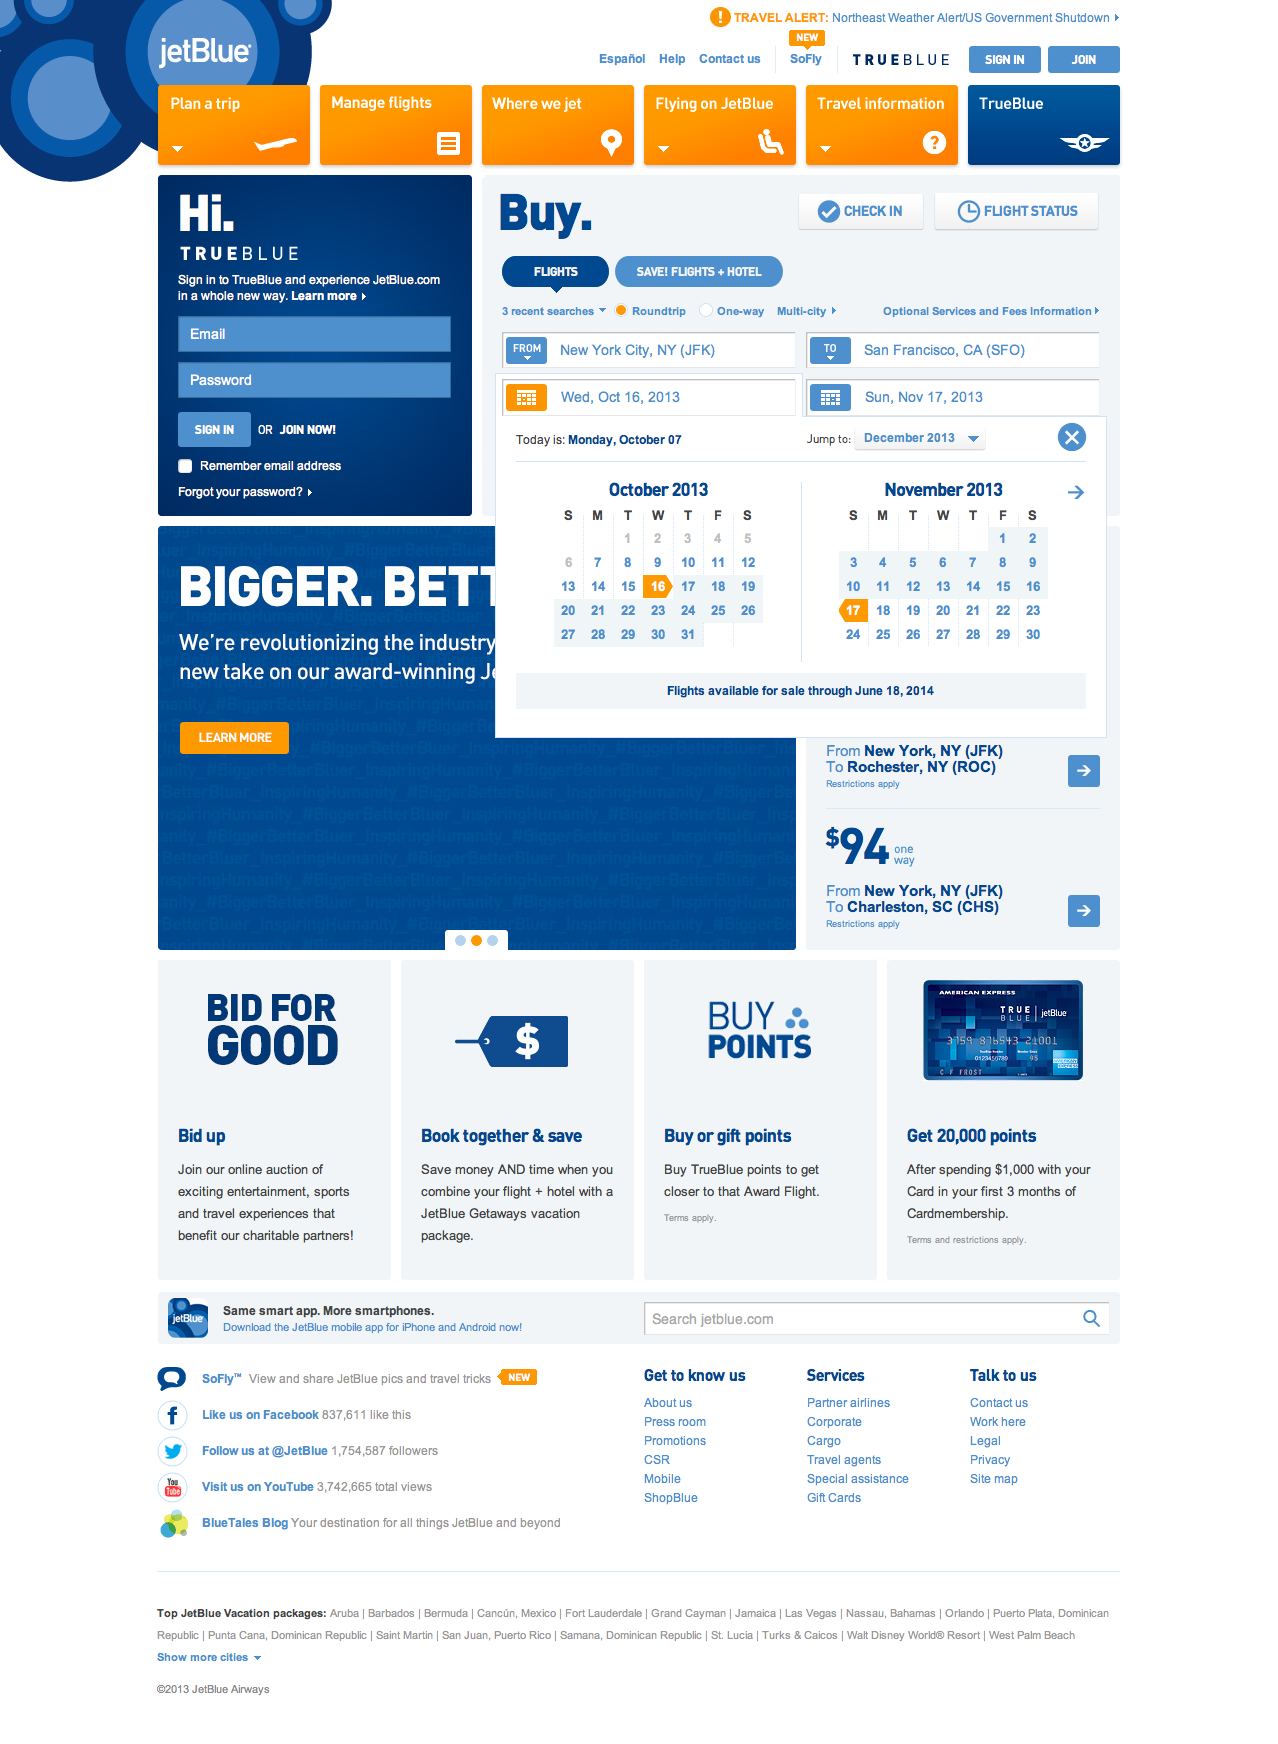 TRAVEL ALERT: Northeast Weather Alert/US Government Shutdown
jetBlue
NEW
Español Help Contact us SoFly TRUEBLUE SIGN IN JOIN
Plan a trip Manage flights Where we jet Flying on JetBlue Travel information TrueBlue
Hi.
TRUEBLUE
Sign in to TrueBlue and experience JetBlue.com
in a whole new way. Learn more
Email
Password
SIGN IN OR JOIN NOW!
Remember email address
Forgot your password?
Buy.
CHECK IN FLIGHT STATUS
FLIGHTS SAVE! FLIGHTS + HOTEL
3 recent searches Roundtrip One-way Multi-city Optional Services and Fees Information
FROM New York City, NY (JFK) TO San Francisco, CA (SFO)
Wed, Oct 16, 2013 Sun, Nov 17, 2013
Today is: Monday, October 07 Jump to: December 2013
October 2013
S M T W T F S
1 2 3 4 5
6 7 8 9 10 11 12
13 14 15 16 17 18 19
20 21 22 23 24 25 26
27 28 29 30 31
November 2013
S M T W T F S
1 2
3 4 5 6 7 8 9
10 11 12 13 14 15 16
17 18 19 20 21 22 23
24 25 26 27 28 29 30
Flights available for sale through June 18, 2014
BIGGER. BETT
We're revolutionizing the industry
new take on our award-winning Je
LEARN MORE
From New York, NY (JFK)
To Rochester, NY (ROC)
Restrictions apply
$94 one way
From New York, NY (JFK)
To Charleston, SC (CHS)
Restrictions apply
BID FOR
GOOD
Bid up
Join our online auction of
exciting entertainment, sports
and travel experiences that
benefit our charitable partners!
$
Book together & save
Save money AND time when you
combine your flight + hotel with a
JetBlue Getaways vacation
package.
BUY
POINTS
Buy or gift points
Buy TrueBlue points to get
closer to that Award Flight.
Terms apply.
AMERICAN EXPRESS
TRUE
BLUE jetBlue
C F FROST
Get 20,000 points
After spending $1,000 with your
Card in your first 3 months of
Cardmembership.
Terms and restrictions apply.
jetBlue
Same smart app. More smartphones.
Download the JetBlue mobile app for iPhone and Android now!
Search jetblue.com
SoFly™ View and share JetBlue pics and travel tricks NEW
Like us on Facebook 837,611 like this
Follow us at @JetBlue 1,754,587 followers
You
Tube
Visit us on YouTube 3,742,665 total views
BlueTales Blog Your destination for all things JetBlue and beyond
Get to know us
About us
Press room
Promotions
CSR
Mobile
ShopBlue
Services
Partner airlines
Corporate
Cargo
Travel agents
Special assistance
Gift Cards
Talk to us
Contact us
Work here
Legal
Privacy
Site map
Top JetBlue Vacation packages: Aruba | Barbados | Bermuda | Cancún, Mexico | Fort Lauderdale | Grand Cayman | Jamaica | Las Vegas | Nassau, Bahamas | Orlando | Puerto Plata, Dominican
Republic | Punta Cana, Dominican Republic | Saint Martin | San Juan, Puerto Rico | Samana, Dominican Republic | St. Lucia | Turks & Caicos | Walt Disney World® Resort | West Palm Beach
Show more cities
©2013 JetBlue Airways